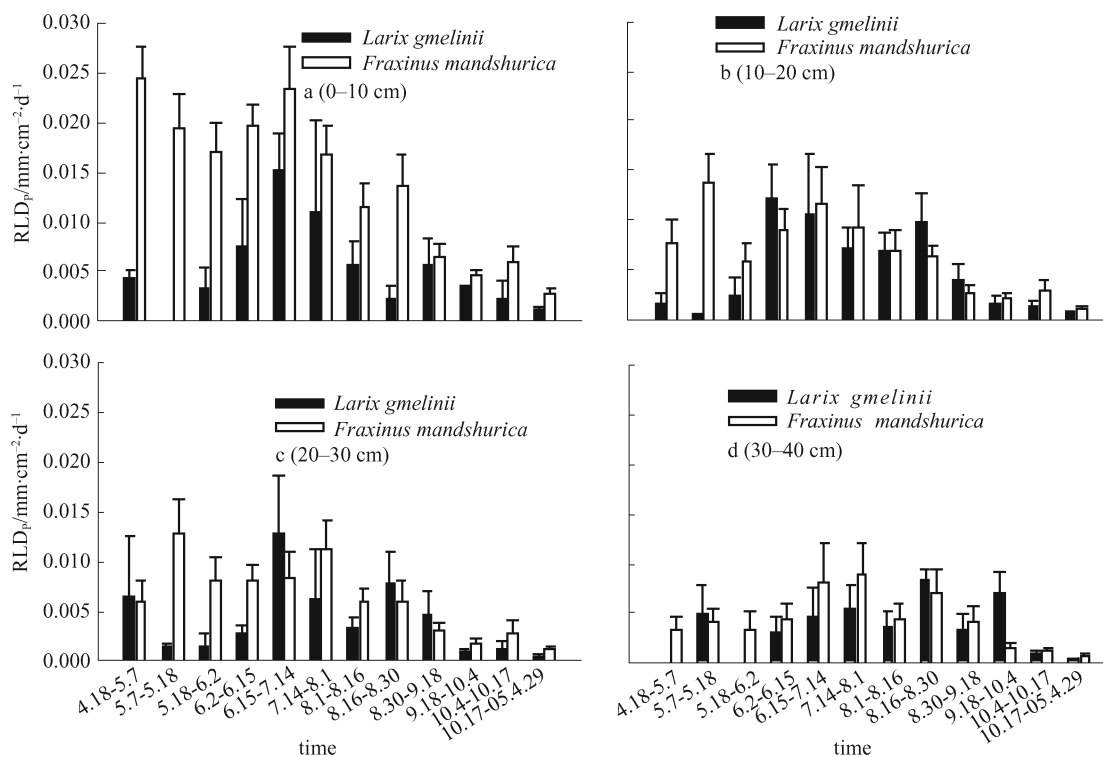 0.030
0.025
0.020
0.015
0.010
0.005
0.000
RLDP/mm·cm⁻²·d⁻¹
Larix gmelinii
Fraxinus mandshurica
a (0–10 cm)
Larix gmelinii
Fraxinus mandshurica
b (10–20 cm)
0.030
0.025
0.020
0.015
0.010
0.005
0.000
RLDP/mm·cm⁻²·d⁻¹
Larix gmelinii
Fraxinus mandshurica
c (20–30 cm)
4.18-5.7
5.7-5.18
5.18-6.2
6.2-6.15
6.15-7.14
7.14-8.1
8.1-8.16
8.16-8.30
8.30-9.18
9.18-10.4
10.4-10.17
10.17-05.4.29
time
Larix gmelinii
Fraxinus mandshurica
d (30–40 cm)
4.18-5.7
5.7-5.18
5.18-6.2
6.2-6.15
6.15-7.14
7.14-8.1
8.1-8.16
8.16-8.30
8.30-9.18
9.18-10.4
10.4-10.17
10.17-05.4.29
time